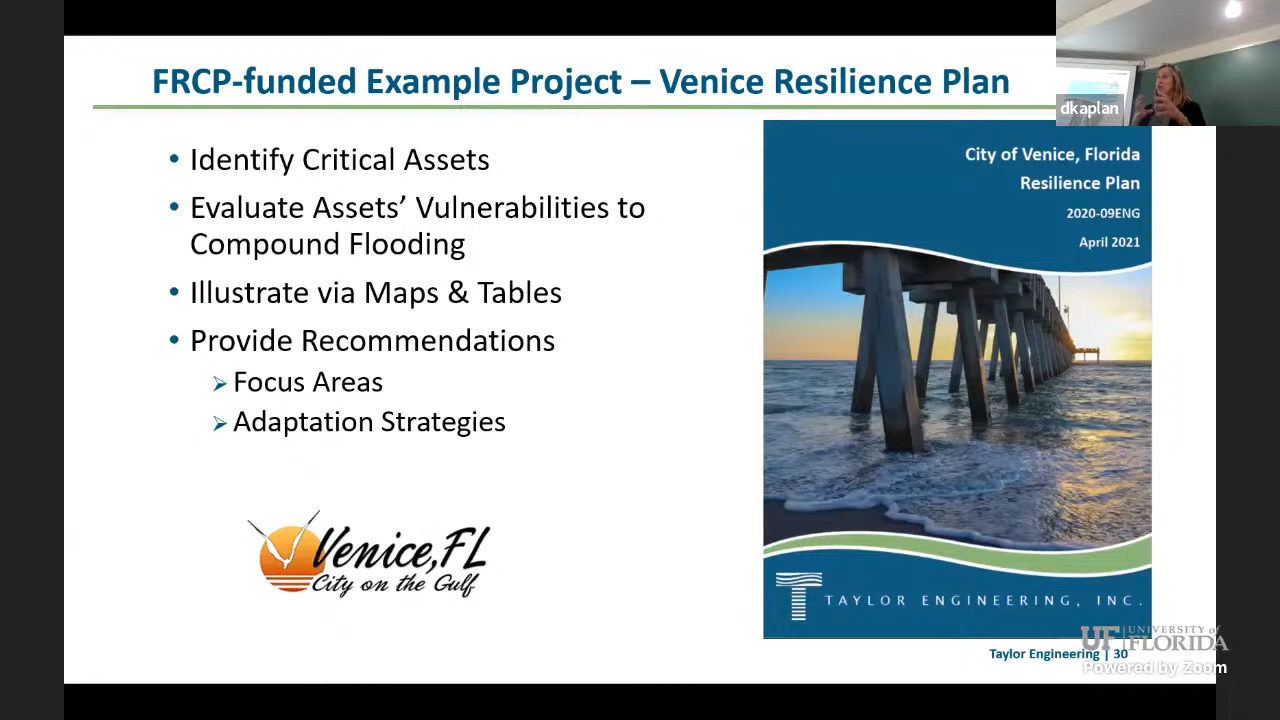 FRCP-funded Example Project – Venice Resilience Plan
dkaplan
• Identify Critical Assets
• Evaluate Assets’ Vulnerabilities to
Compound Flooding
• Illustrate via Maps & Tables
• Provide Recommendations
➢ Focus Areas
➢ Adaptation Strategies
Venice, FL
City on the Gulf
City of Venice, Florida
Resilience Plan
2020-09ENG
April 2021
TAYLOR ENGINEERING, INC.
UF UNIVERSITY of
FLORIDA
Taylor Engineering | 30
Powered by Zoom